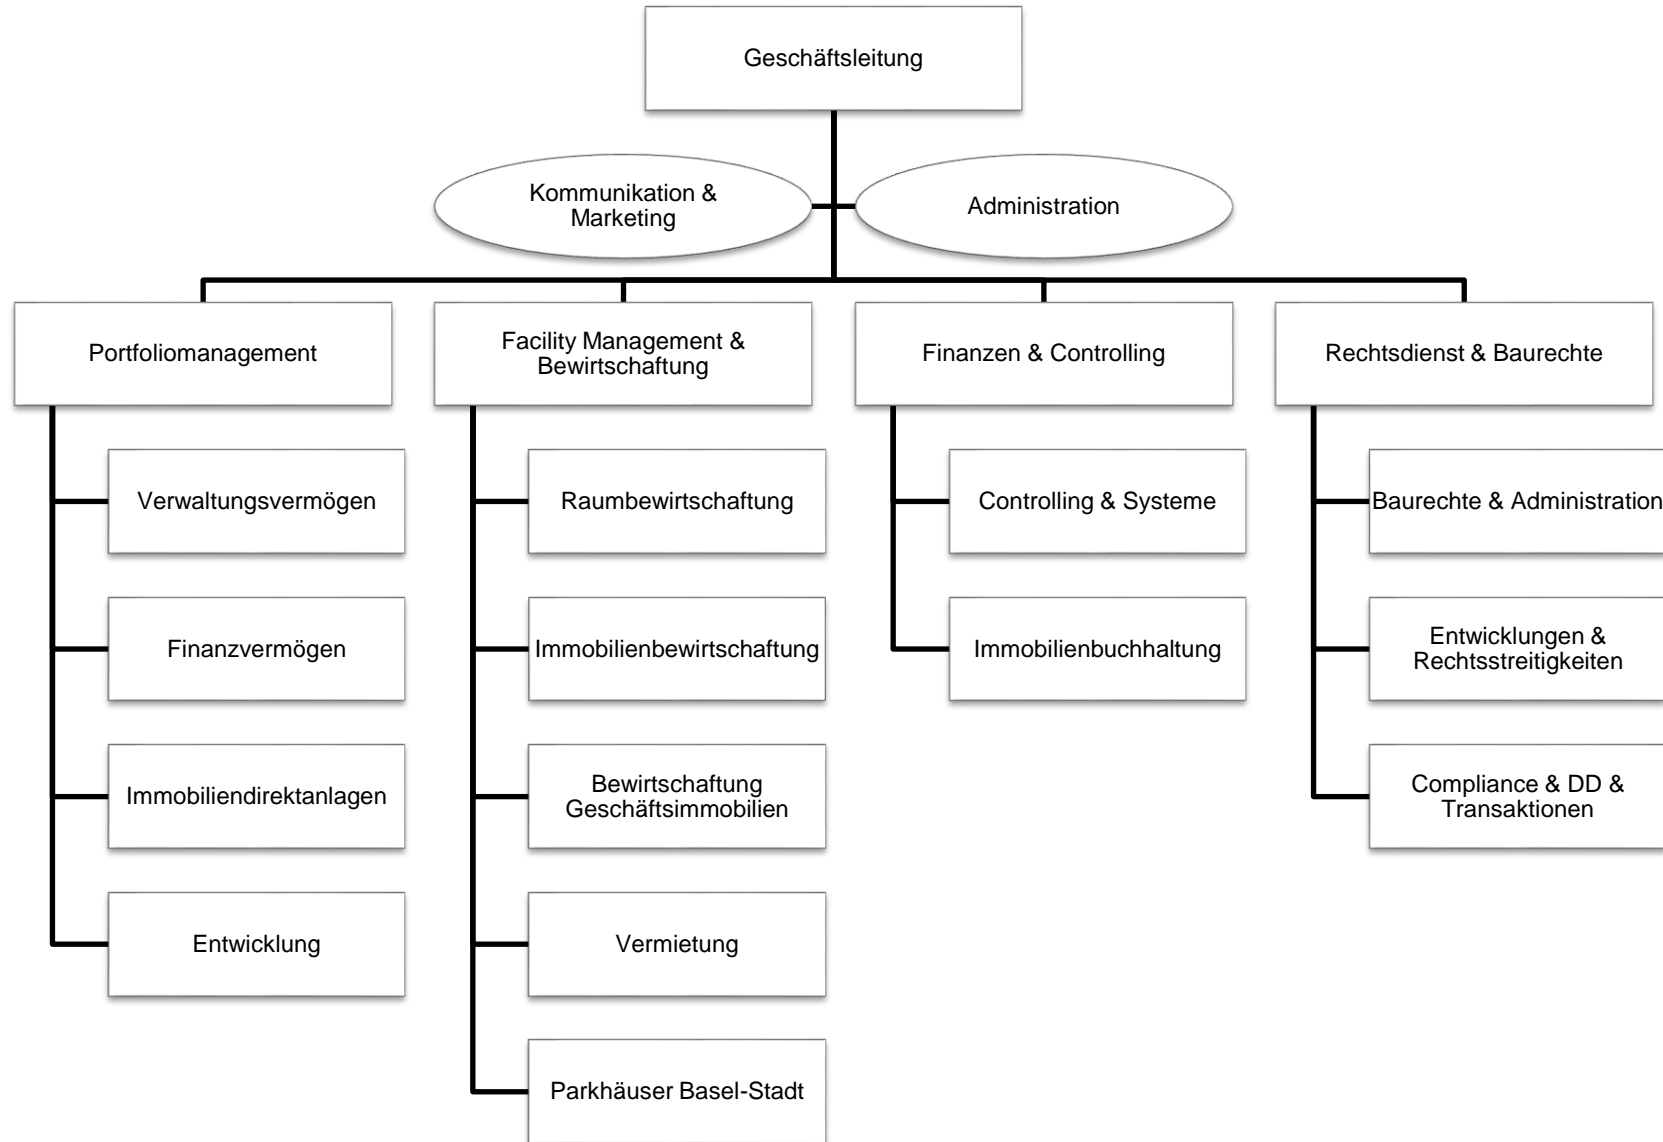 Geschäftsleitung
Kommunikation &
Marketing
Administration
Portfoliomanagement
Facility Management &
Bewirtschaftung
Finanzen & Controlling
Rechtsdienst & Baurechte
Verwaltungsvermögen
Raumbewirtschaftung
Controlling & Systeme
Baurechte & Administration
Finanzvermögen
Immobilienbewirtschaftung
Immobilienbuchhaltung
Entwicklungen &
Rechtsstreitigkeiten
Immobiliendirektanlagen
Bewirtschaftung
Geschäftsimmobilien
Compliance & DD &
Transaktionen
Entwicklung
Vermietung
Parkhäuser Basel-Stadt